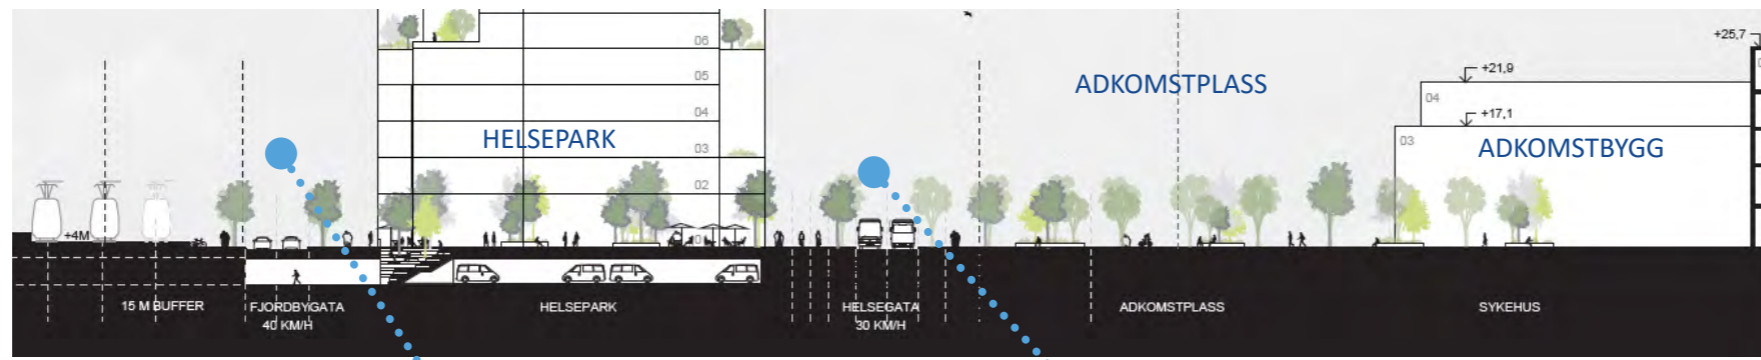 06
05
04
03
02
01
HELSEPARK
ADKOMSTPLASS
+25,7
+21,9
04
+17,1
03
ADKOMSTBYGG
+4M
15 M BUFFER
FJORDBYGATA
40 KM/H
HELSEPARK
HELSEGATA
30 KM/H
ADKOMSTPLASS
SYKEHUS